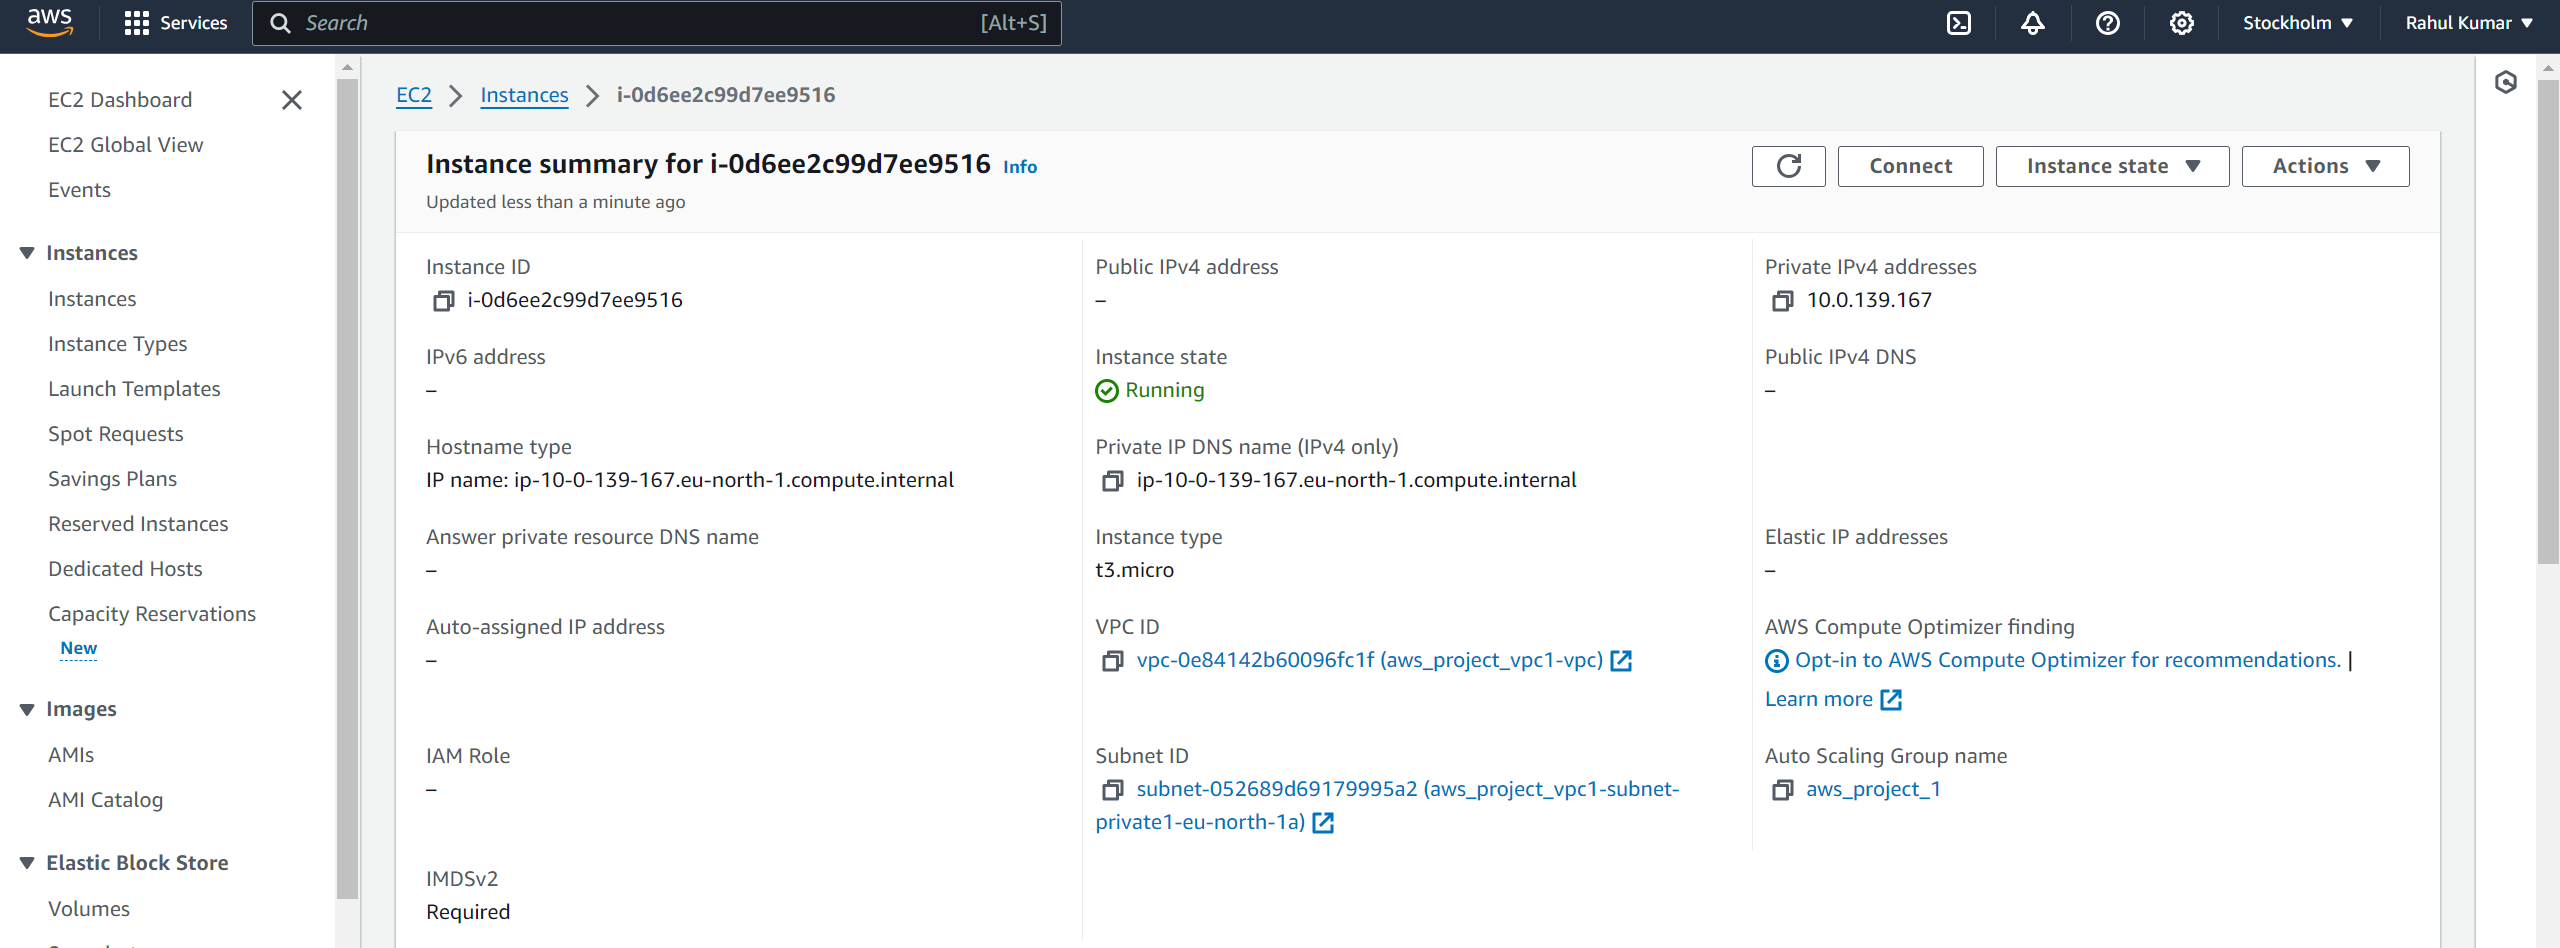 aws
Services
Search
[Alt+S]
Stockholm
Rahul Kumar
EC2 Dashboard
EC2 Global View
Events
Instances
Instances
Instance Types
Launch Templates
Spot Requests
Savings Plans
Reserved Instances
Dedicated Hosts
Capacity Reservations
New
Images
AMIs
AMI Catalog
Elastic Block Store
Volumes
EC2 > Instances > i-0d6ee2c99d7ee9516
Instance summary for i-0d6ee2c99d7ee9516 Info
Updated less than a minute ago
Connect
Instance state
Actions
Instance ID
i-0d6ee2c99d7ee9516
Public IPv4 address
–
Private IPv4 addresses
10.0.139.167
IPv6 address
–
Instance state
Running
Public IPv4 DNS
–
Hostname type
IP name: ip-10-0-139-167.eu-north-1.compute.internal
Private IP DNS name (IPv4 only)
ip-10-0-139-167.eu-north-1.compute.internal
Answer private resource DNS name
–
Instance type
t3.micro
Elastic IP addresses
–
Auto-assigned IP address
–
VPC ID
vpc-0e84142b60096fc1f (aws_project_vpc1-vpc)
AWS Compute Optimizer finding
Opt-in to AWS Compute Optimizer for recommendations. |
Learn more
IAM Role
–
Subnet ID
subnet-052689d69179995a2 (aws_project_vpc1-subnet-
private1-eu-north-1a)
Auto Scaling Group name
aws_project_1
IMDSv2
Required